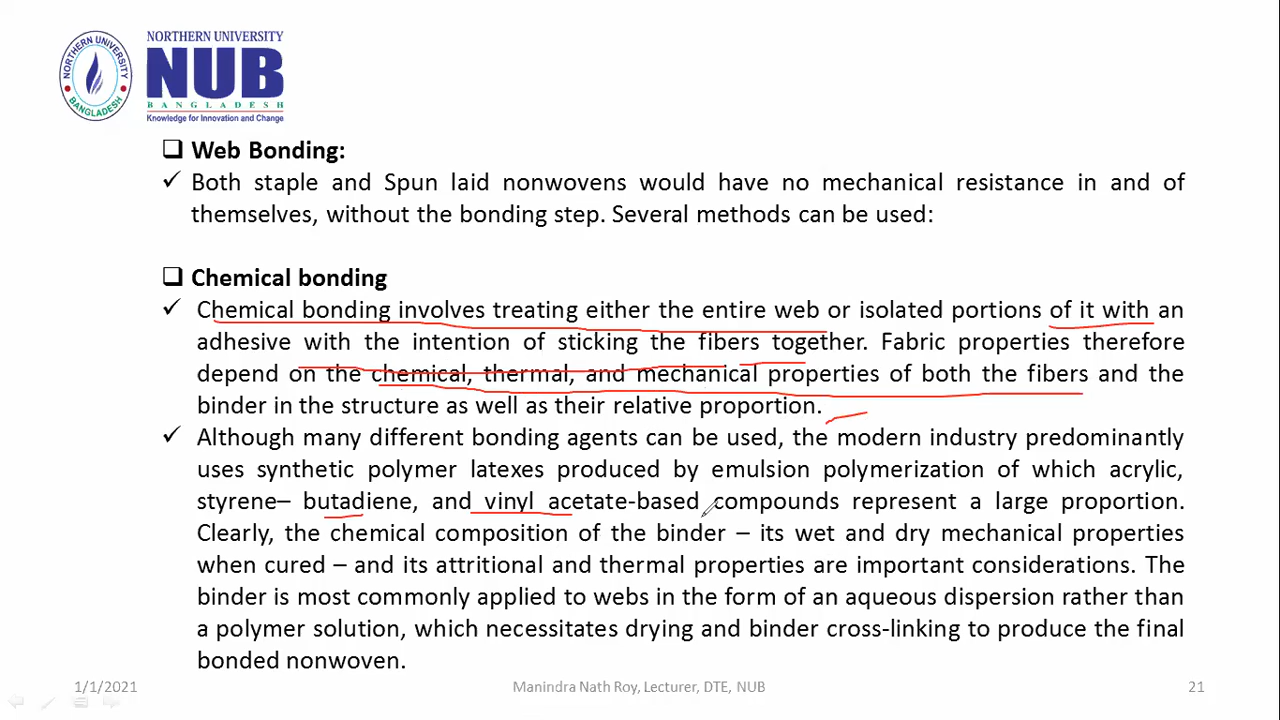 NORTHERN UNIVERSITY
BANGLADESH
NORTHERN UNIVERSITY
NUB
BANGLADESH
Knowledge for Innovation and Change
Web Bonding:
Both staple and Spun laid nonwovens would have no mechanical resistance in and of
themselves, without the bonding step. Several methods can be used:
Chemical bonding
Chemical bonding involves treating either the entire web or isolated portions of it with an
adhesive with the intention of sticking the fibers together. Fabric properties therefore
depend on the chemical, thermal, and mechanical properties of both the fibers and the
binder in the structure as well as their relative proportion.
Although many different bonding agents can be used, the modern industry predominantly
uses synthetic polymer latexes produced by emulsion polymerization of which acrylic,
styrene– butadiene, and vinyl acetate-based compounds represent a large proportion.
Clearly, the chemical composition of the binder – its wet and dry mechanical properties
when cured – and its attritional and thermal properties are important considerations. The
binder is most commonly applied to webs in the form of an aqueous dispersion rather than
a polymer solution, which necessitates drying and binder cross-linking to produce the final
bonded nonwoven.
1/1/2021
Manindra Nath Roy, Lecturer, DTE, NUB
21